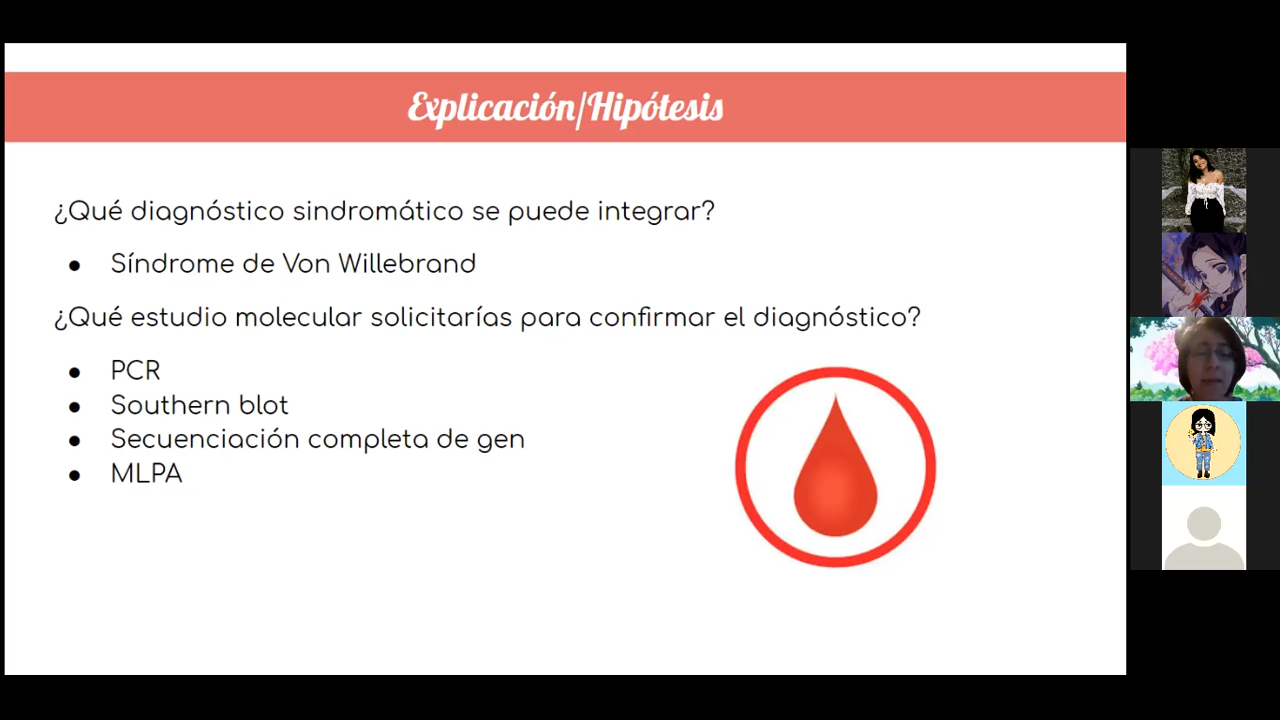 Explicación/Hipótesis
¿Qué diagnóstico sindromático se puede integrar?
● Síndrome de Von Willebrand
¿Qué estudio molecular solicitarías para confirmar el diagnóstico?
● PCR
● Southern blot
● Secuenciación completa de gen
● MLPA